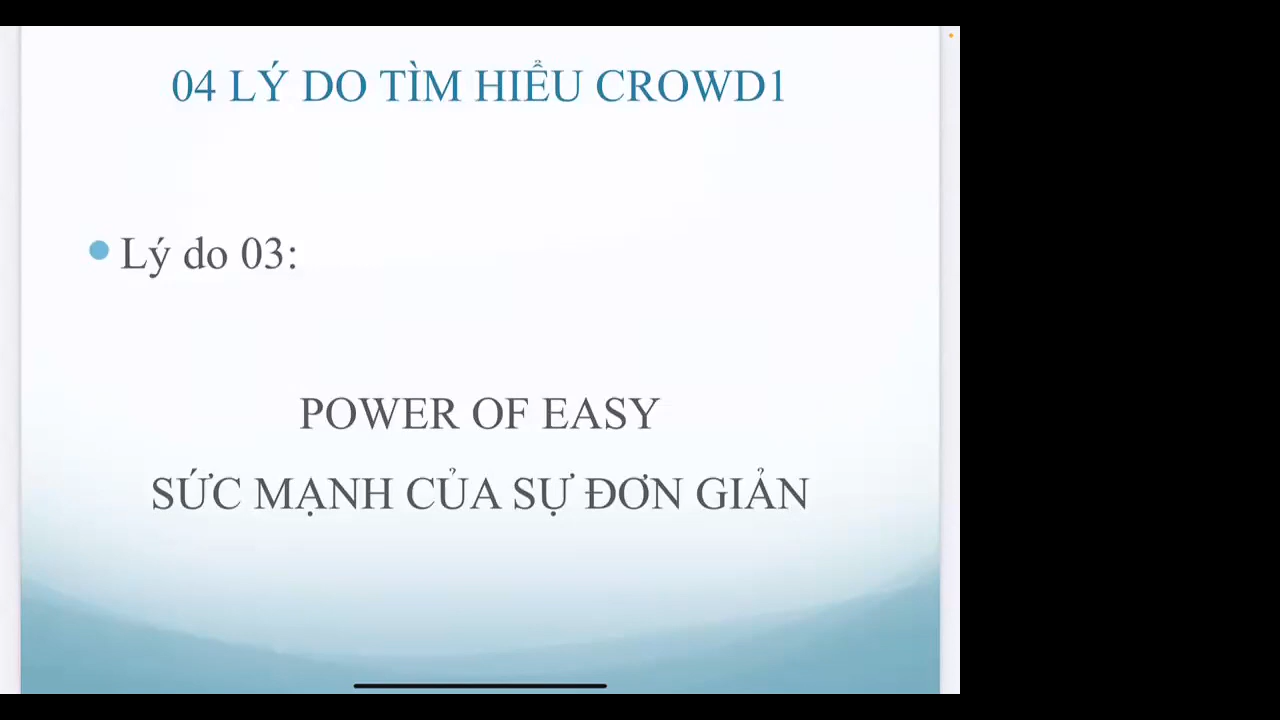 04 LÝ DO TÌM HIỂU CROWD1
Lý do 03:
POWER OF EASY
SỨC MẠNH CỦA SỰ ĐƠN GIẢN